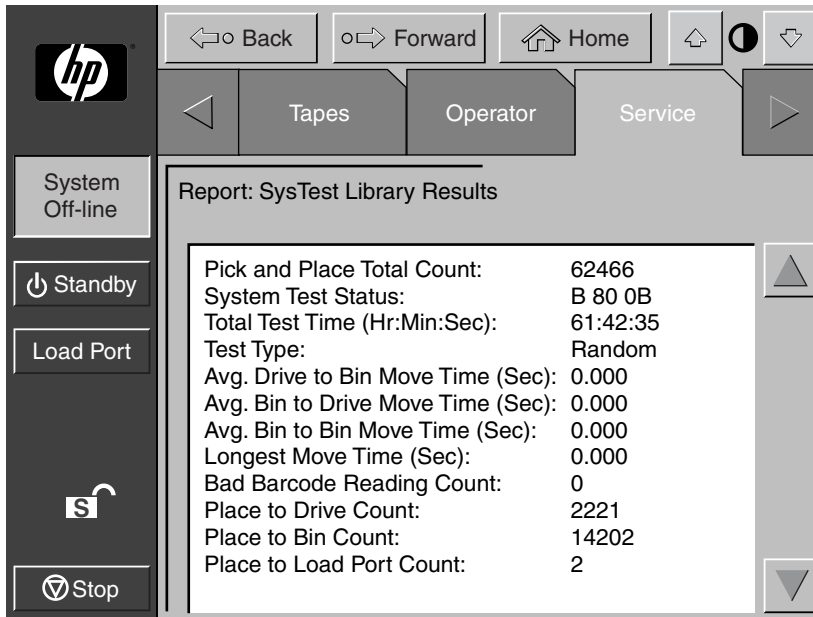 hp
Back
Forward
Home
Tapes
Operator
Service
System
Off-line
Standby
Load Port
S
Stop
Report: SysTest Library Results
Pick and Place Total Count: 62466
System Test Status: B 80 0B
Total Test Time (Hr:Min:Sec): 61:42:35
Test Type: Random
Avg. Drive to Bin Move Time (Sec): 0.000
Avg. Bin to Drive Move Time (Sec): 0.000
Avg. Bin to Bin Move Time (Sec): 0.000
Longest Move Time (Sec): 0.000
Bad Barcode Reading Count: 0
Place to Drive Count: 2221
Place to Bin Count: 14202
Place to Load Port Count: 2